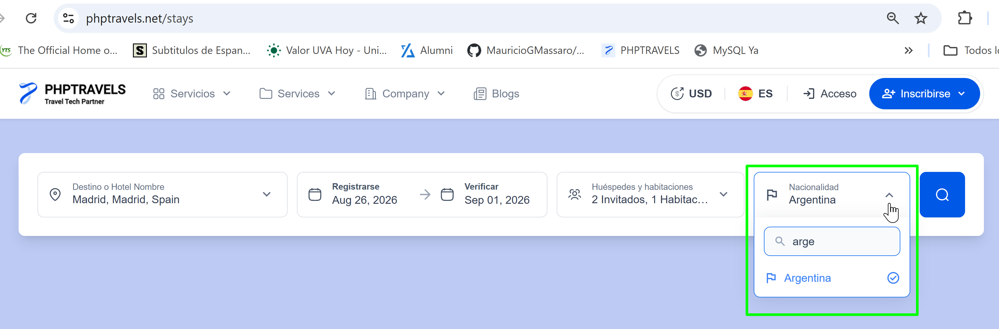 phptravels.net/stays
YTS The Official Home o...
S Subtitulos de Espan...
Valor UVA Hoy - Uni...
Alumni
MauricioGMassaro/...
PHPTRAVELS
MySQL Ya
Todos lo
PHPTRAVELS
Travel Tech Partner
Servicios
Services
Company
Blogs
USD
ES
Acceso
Inscribirse
Destino o Hotel Nombre
Madrid, Madrid, Spain
Registrarse
Aug 26, 2026
Verificar
Sep 01, 2026
Huéspedes y habitaciones
2 Invitados, 1 Habitac...
Nacionalidad
Argentina
arge
Argentina